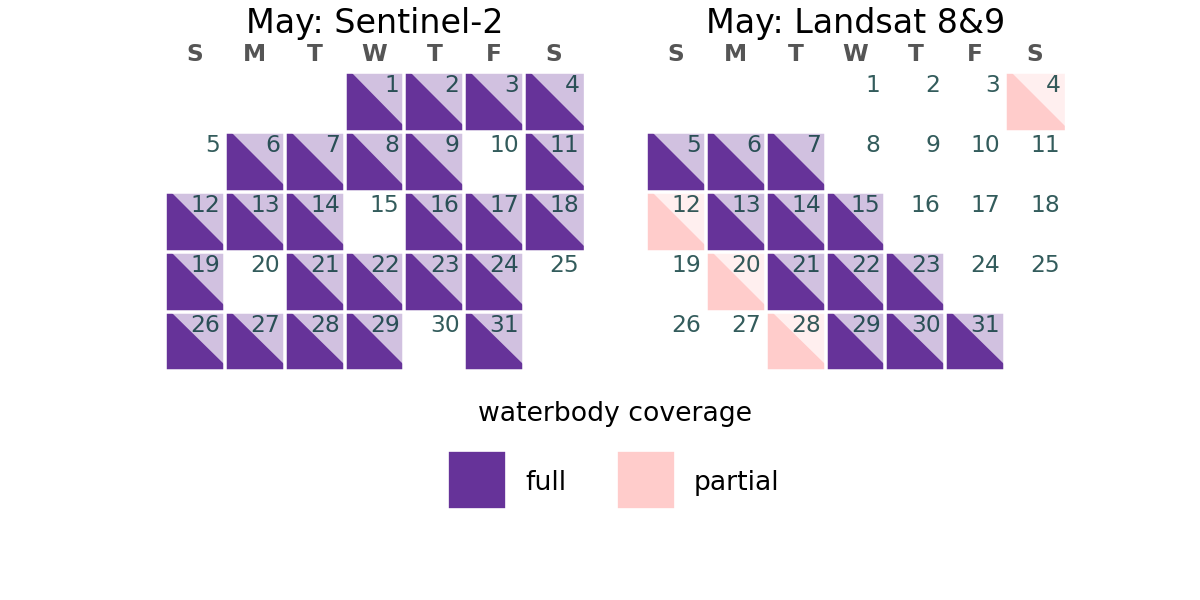 May: Sentinel-2
S M T W T F S
1 2 3 4
5 6 7 8 9 10 11
12 13 14 15 16 17 18
19 20 21 22 23 24 25
26 27 28 29 30 31
May: Landsat 8&9
S M T W T F S
1 2 3 4
5 6 7 8 9 10 11
12 13 14 15 16 17 18
19 20 21 22 23 24 25
26 27 28 29 30 31
waterbody coverage
full
partial